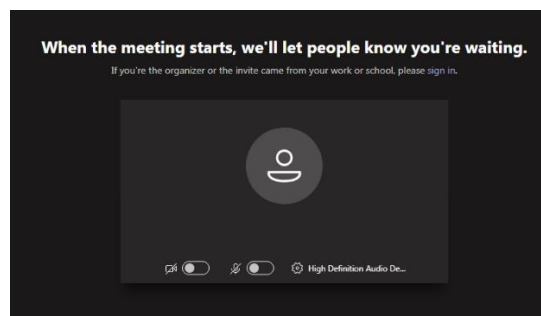 When the meeting starts, we'll let people know you're waiting.
If you're the organizer or the invite came from your work or school, please sign in.
High Definition Audio De...